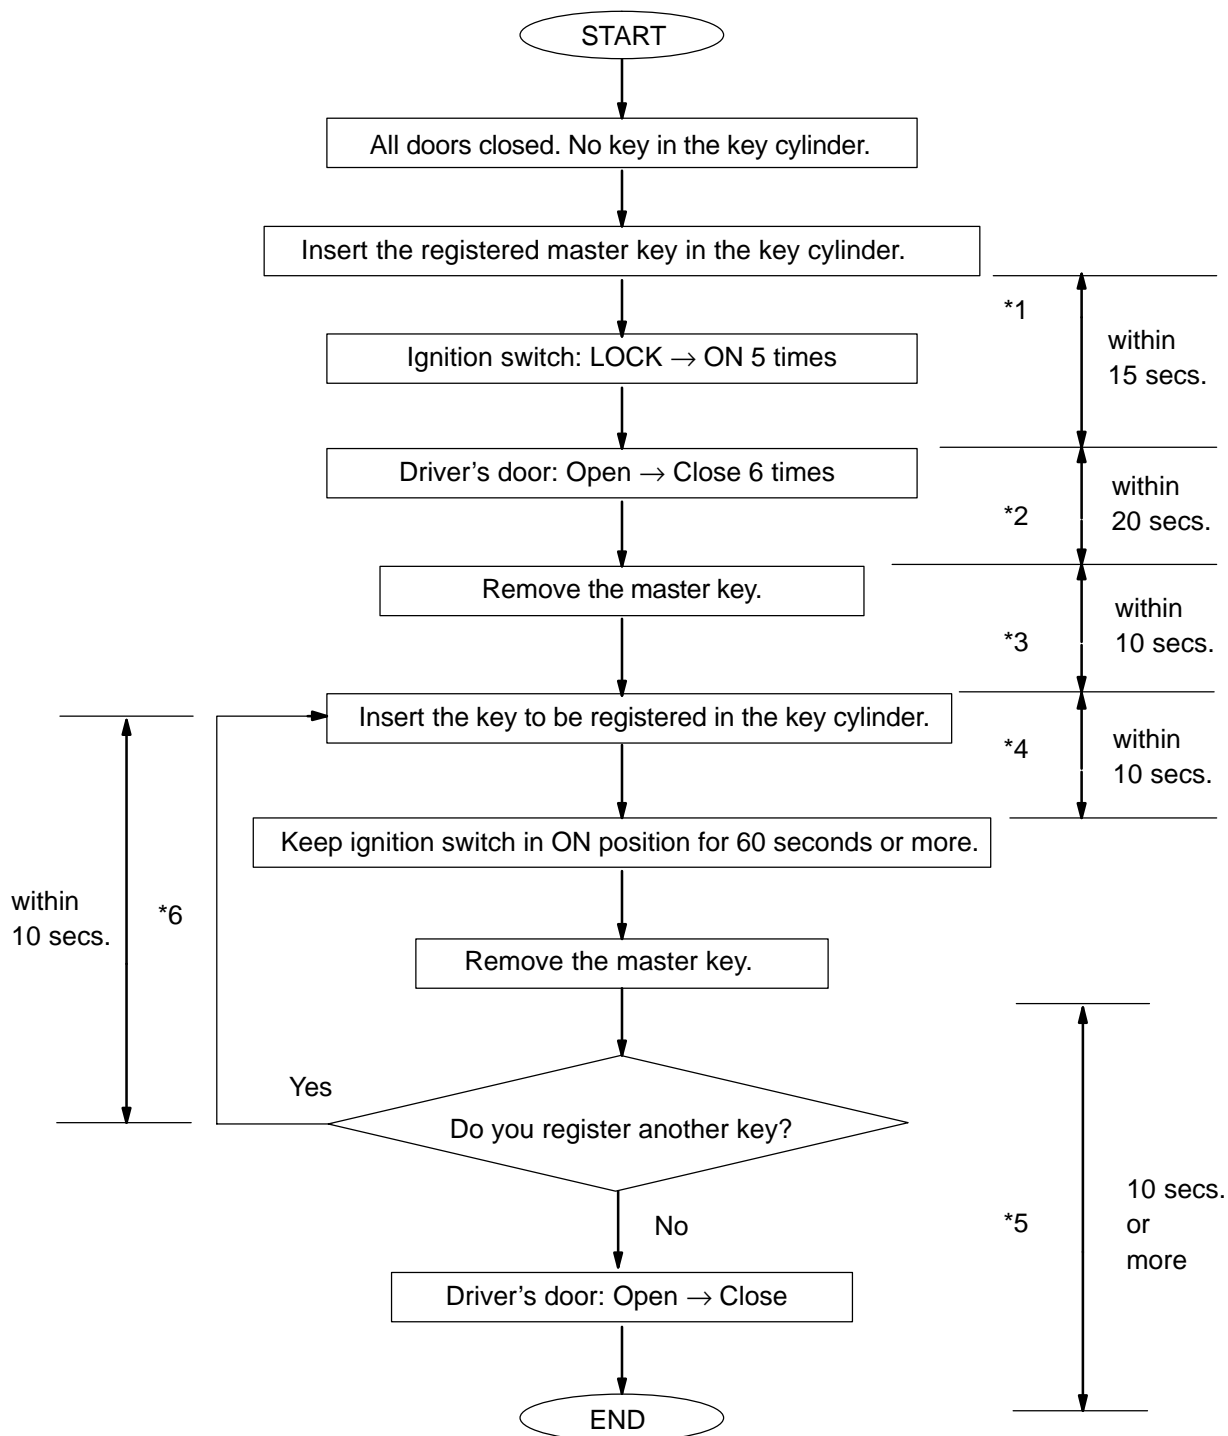 START
All doors closed. No key in the key cylinder.
Insert the registered master key in the key cylinder.
*1
within
15 secs.
Ignition switch: LOCK → ON 5 times
Driver’s door: Open → Close 6 times
*2
within
20 secs.
Remove the master key.
*3
within
10 secs.
Insert the key to be registered in the key cylinder.
*4
within
10 secs.
Keep ignition switch in ON position for 60 seconds or more.
within
10 secs.
*6
Remove the master key.
Yes
Do you register another key?
No
*5
10 secs.
or
more
Driver’s door: Open → Close
END